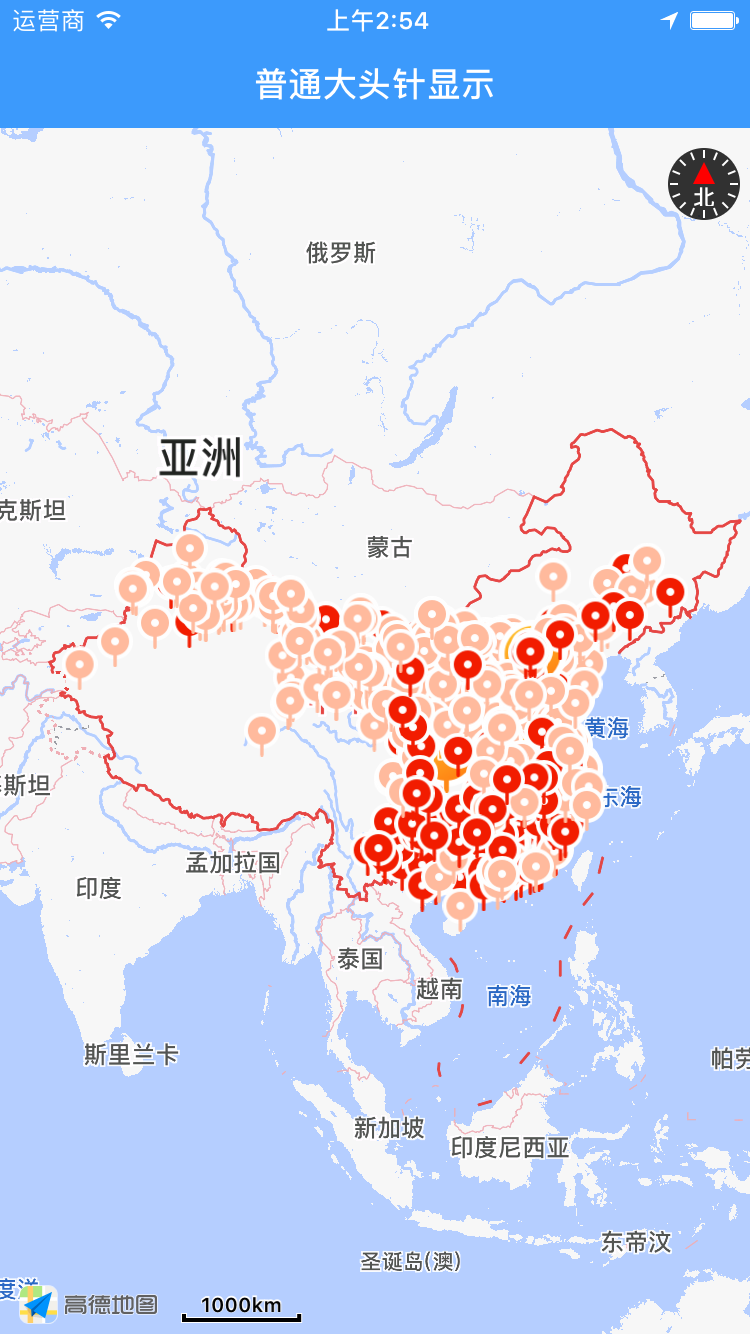 运营商 上午2:54
普通大头针显示
北
俄罗斯
亚洲
克斯坦
蒙古
黄海
斯坦
东海
孟加拉国
印度
泰国
越南
南海
斯里兰卡
帕劳
新加坡
印度尼西亚
东帝汶
圣诞岛(澳)
度洋
高德地图
1000km